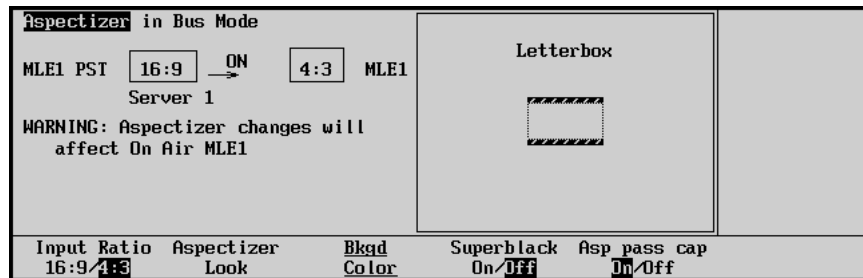 Aspectizer in Bus Mode
Letterbox
MLE1 PST 16:9 ON 4:3 MLE1
Server 1
WARNING: Aspectizer changes will
affect On Air MLE1
Input Ratio Aspectizer Bkgd Superblack Asp pass cap
16:9/4:3 Look Color On/Off On/Off